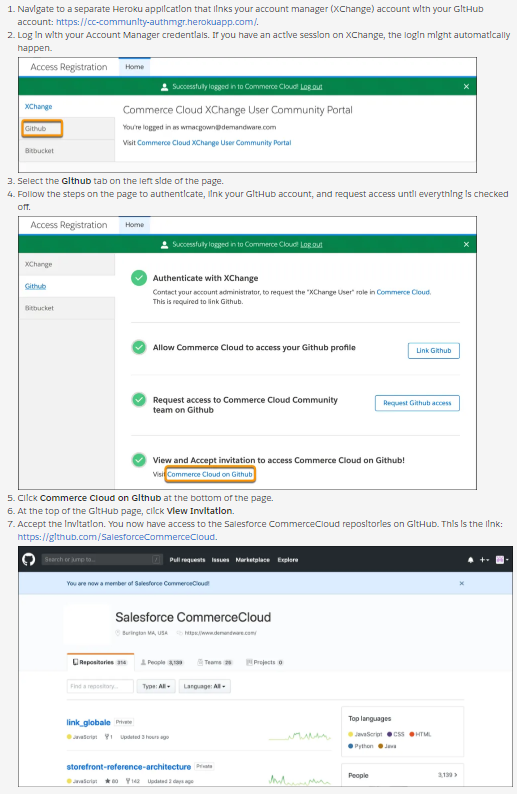 1. Navigate to a separate Heroku application that links your account manager (XChange) account with your GitHub
account: https://cc-community-authmgr.herokuapp.com/.
2. Log in with your Account Manager credentials. If you have an active session on XChange, the login might automatically
happen.
Access Registration Home
Successfully logged in to Commerce Cloud! Log out ×
XChange
Commerce Cloud XChange User Community Portal
Github
You're logged in as wmacgown@demandware.com
Visit Commerce Cloud XChange User Community Portal
Bitbucket
3. Select the Github tab on the left side of the page.
4. Follow the steps on the page to authenticate, link your GitHub account, and request access until everything is checked
off.
Access Registration Home
Successfully logged in to Commerce Cloud! Log out ×
XChange
Github
Bitbucket
Authenticate with XChange
Contact your account administrator, to request the "XChange User" role in Commerce Cloud.
This is required to link Github.
Allow Commerce Cloud to access your Github profile
Link Github
Request access to Commerce Cloud Community
team on Github
Request Github access
View and Accept invitation to access Commerce Cloud on Github!
Visit Commerce Cloud on Github
5. Click Commerce Cloud on Github at the bottom of the page.
6. At the top of the GitHub page, click View Invitation.
7. Accept the invitation. You now have access to the Salesforce CommerceCloud repositories on GitHub. This is the link:
https://github.com/SalesforceCommerceCloud.
Search or jump to... / Pull requests Issues Marketplace Explore
You are now a member of Salesforce CommerceCloud! ×
Salesforce CommerceCloud
Burlington MA, USA https://www.demandware.com/
Repositories 314 People 3,139 Teams 28 Projects 0
Find a repository... Type: All Language: All
link_globale Private
JavaScript 1 Updated 3 hours ago
storefront-reference-architecture Private
JavaScript 80 142 Updated 2 days ago
Top languages
JavaScript CSS HTML
Python Java
People 3,139 >